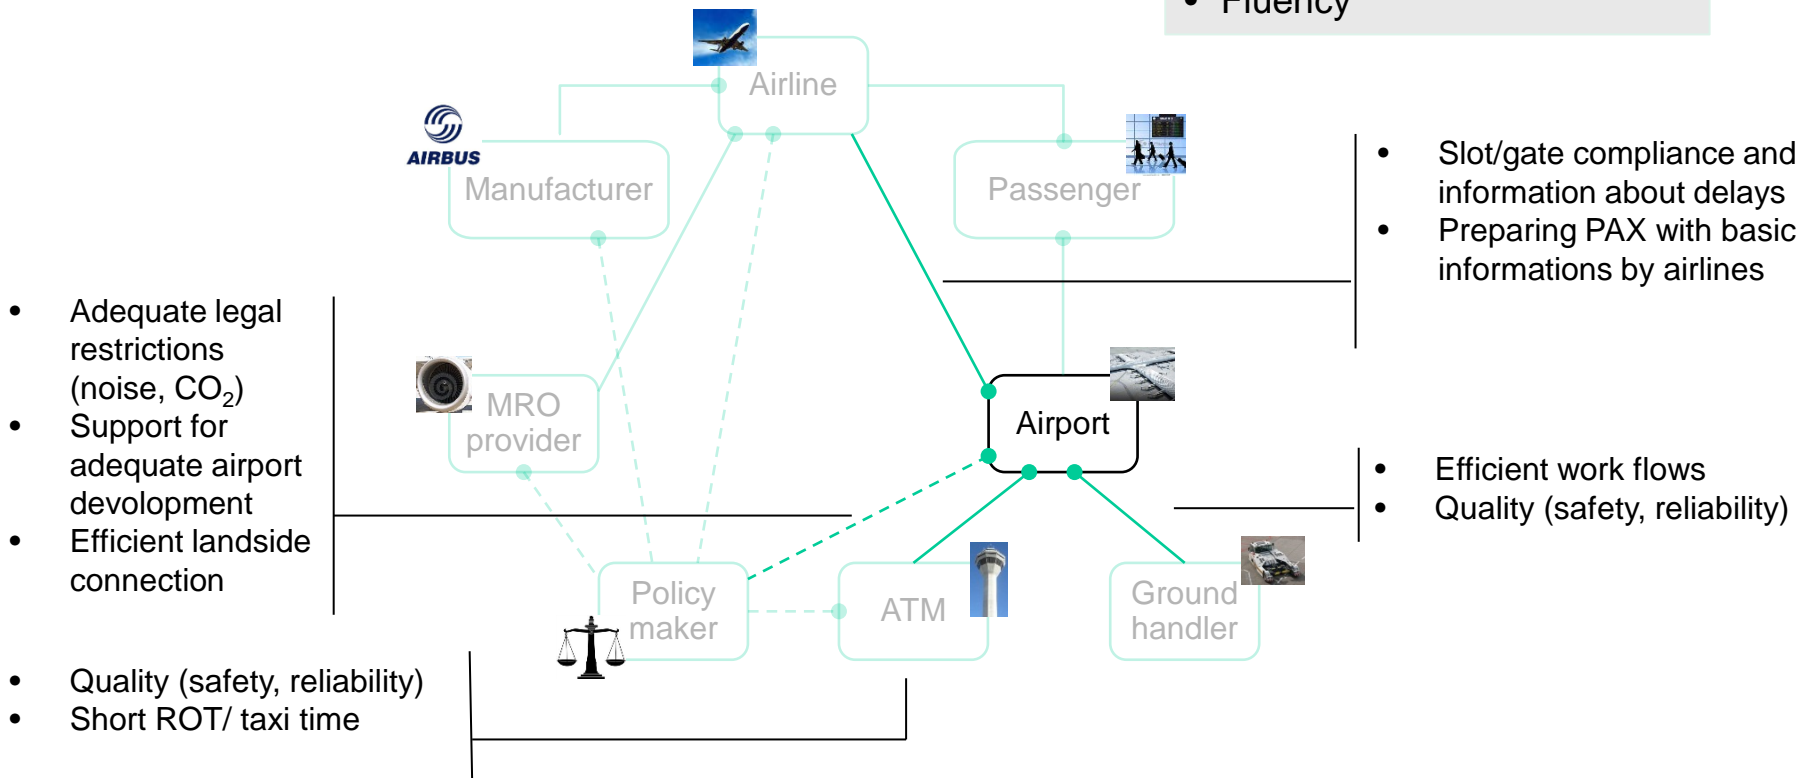 • Fluency
Airline
AIRBUS
Manufacturer
Passenger
• Slot/gate compliance and
information about delays
• Preparing PAX with basic
informations by airlines
• Adequate legal
restrictions
(noise, CO₂)
• Support for
adequate airport
devolopment
• Efficient landside
connection
MRO
provider
Airport
• Efficient work flows
• Quality (safety, reliability)
Policy
maker
ATM
Ground
handler
• Quality (safety, reliability)
• Short ROT/ taxi time